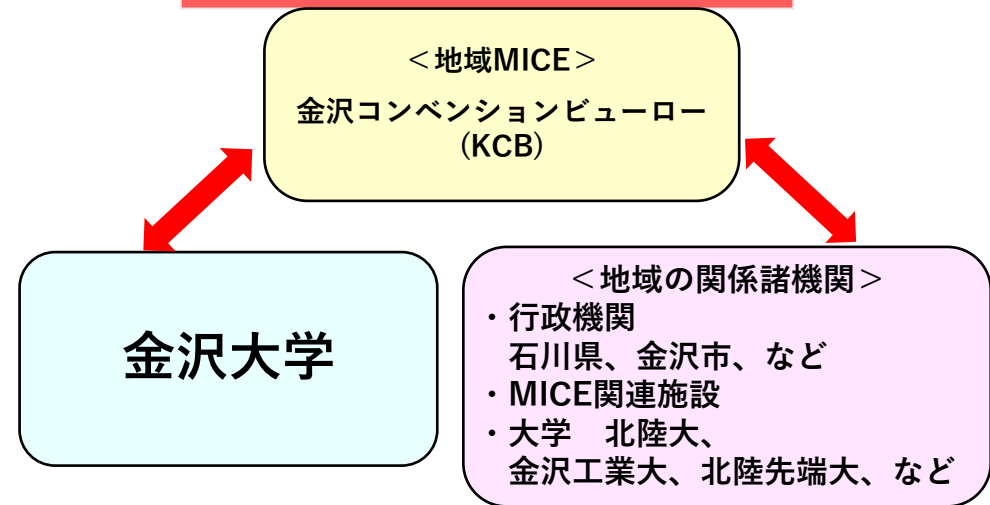 ＜地域MICE＞
金沢コンベンションビューロー
(KCB)
金沢大学
＜地域の関係諸機関＞
・行政機関
石川県、金沢市、など
・MICE関連施設
・大学　北陸大、
金沢工業大、北陸先端大、など